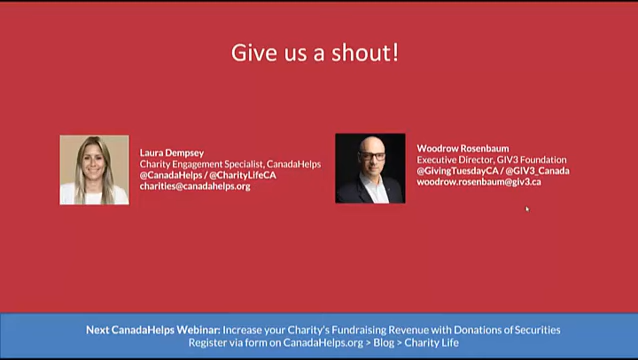 Give us a shout!
Laura Dempsey
Charity Engagement Specialist, CanadaHelps
@CanadaHelps / @CharityLifeCA
charities@canadahelps.org
Woodrow Rosenbaum
Executive Director, GIV3 Foundation
@GivingTuesdayCA / @GIV3_Canada
woodrow.rosenbaum@giv3.ca
Next CanadaHelps Webinar: Increase your Charity's Fundraising Revenue with Donations of Securities
Register via form on CanadaHelps.org > Blog > Charity Life